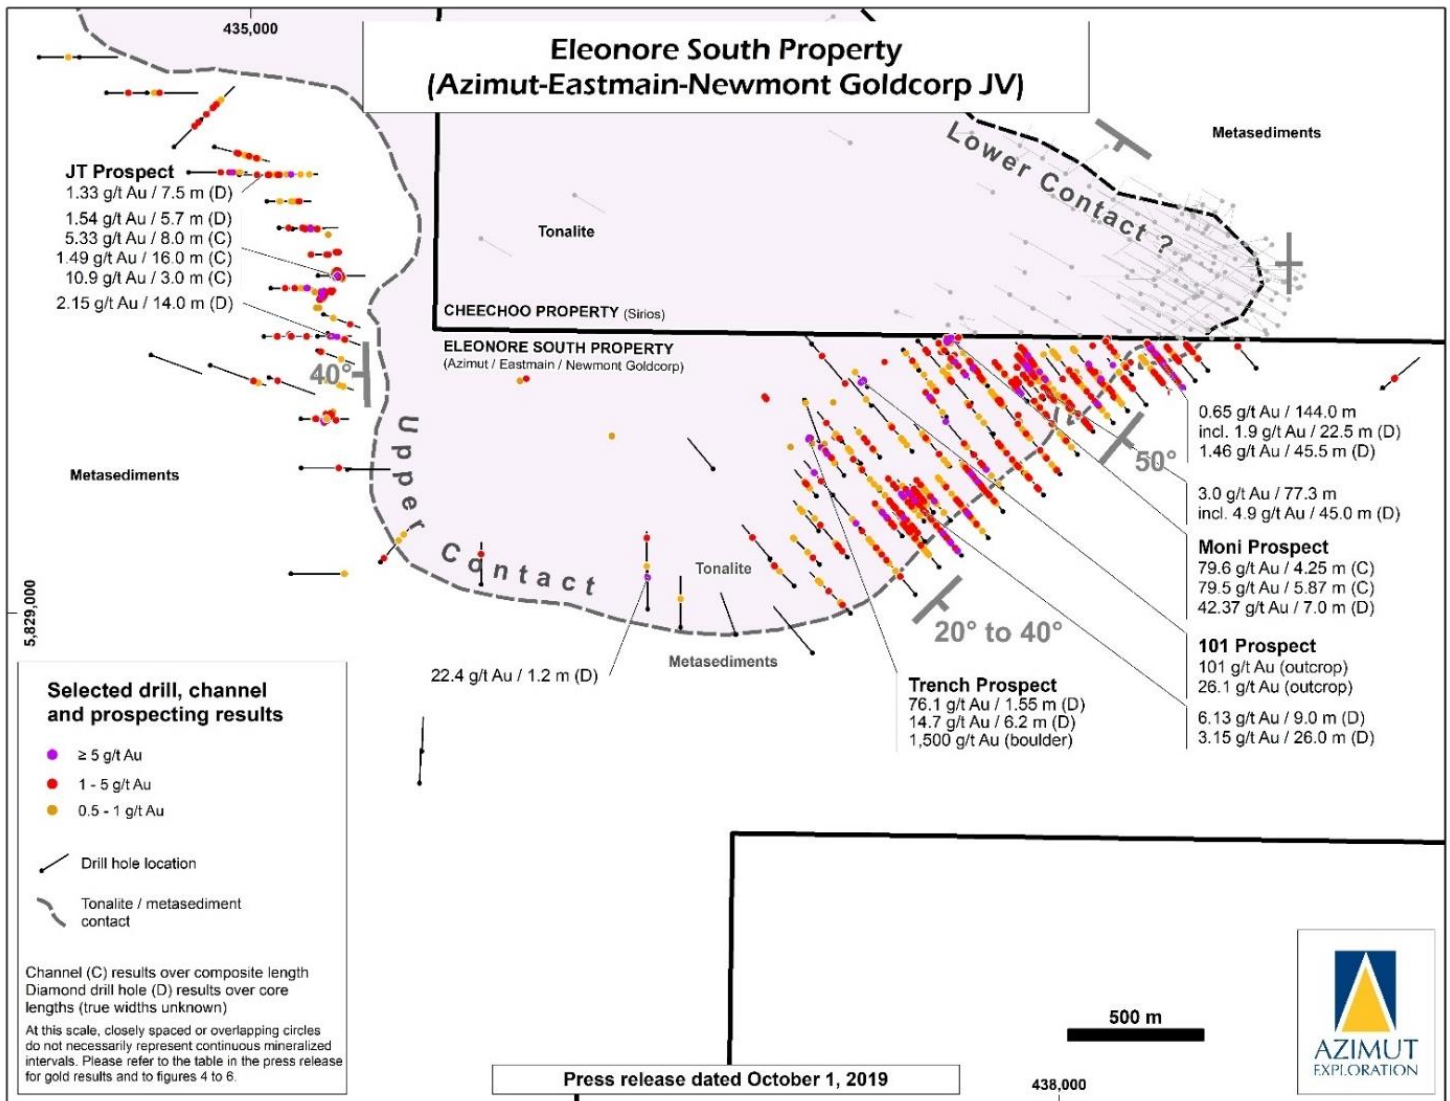 435,000
Eleonore South Property
(Azimut-Eastmain-Newmont Goldcorp JV)
Metasediments
Lower Contact ?
JT Prospect
1.33 g/t Au / 7.5 m (D)
1.54 g/t Au / 5.7 m (D)
5.33 g/t Au / 8.0 m (C)
1.49 g/t Au / 16.0 m (C)
10.9 g/t Au / 3.0 m (C)
2.15 g/t Au / 14.0 m (D)
Tonalite
CHEECHOO PROPERTY (Sirios)
ELEONORE SOUTH PROPERTY
(Azimut / Eastmain / Newmont Goldcorp)
40°
Upper Contact
Metasediments
50°
0.65 g/t Au / 144.0 m
incl. 1.9 g/t Au / 22.5 m (D)
1.46 g/t Au / 45.5 m (D)
3.0 g/t Au / 77.3 m
incl. 4.9 g/t Au / 45.0 m (D)
Moni Prospect
79.6 g/t Au / 4.25 m (C)
79.5 g/t Au / 5.87 m (C)
42.37 g/t Au / 7.0 m (D)
101 Prospect
101 g/t Au (outcrop)
26.1 g/t Au (outcrop)
6.13 g/t Au / 9.0 m (D)
3.15 g/t Au / 26.0 m (D)
Tonalite
20° to 40°
Metasediments
5,829,000
22.4 g/t Au / 1.2 m (D)
Trench Prospect
76.1 g/t Au / 1.55 m (D)
14.7 g/t Au / 6.2 m (D)
1,500 g/t Au (boulder)
Selected drill, channel
and prospecting results
≥ 5 g/t Au
1 - 5 g/t Au
0.5 - 1 g/t Au
Drill hole location
Tonalite / metasediment
contact
Channel (C) results over composite length
Diamond drill hole (D) results over core
lengths (true widths unknown)
At this scale, closely spaced or overlapping circles
do not necessarily represent continuous mineralized
intervals. Please refer to the table in the press release
for gold results and to figures 4 to 6.
500 m
Press release dated October 1, 2019
438,000
AZIMUT
EXPLORATION